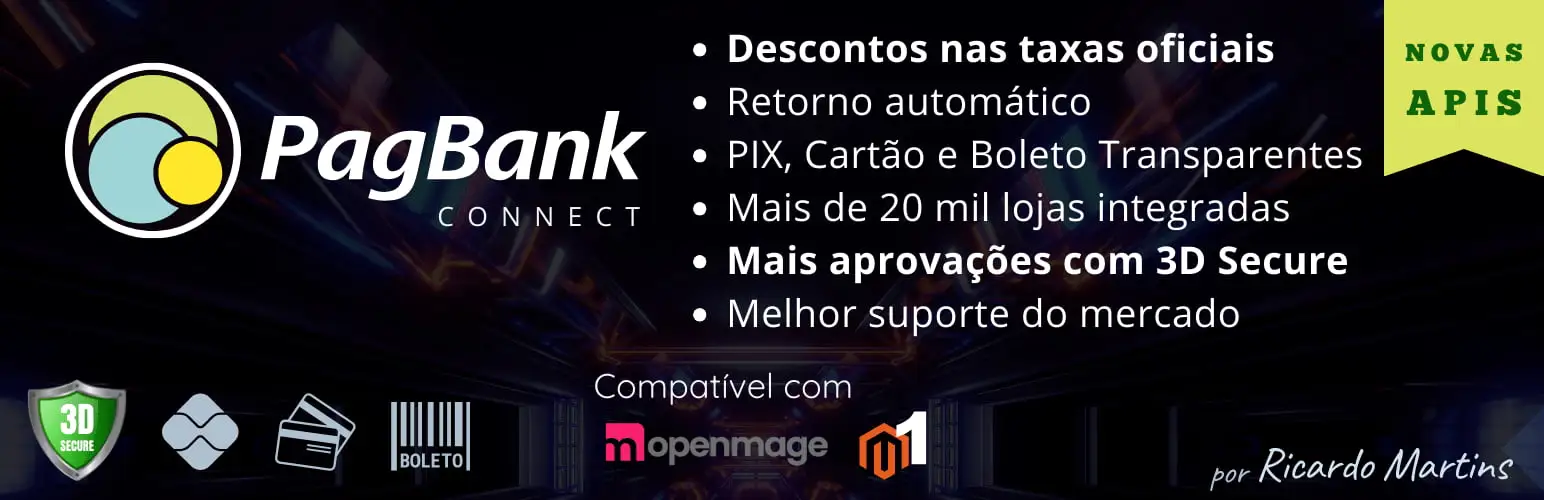 PagBank
CONNECT
• Descontos nas taxas oficiais
• Retorno automático
• PIX, Cartão e Boleto Transparentes
• Mais de 20 mil lojas integradas
• Mais aprovações com 3D Secure
• Melhor suporte do mercado
NOVAS
APIS
3D
SECURE
BOLETO
Compatível com
openmage
1
por Ricardo Martins